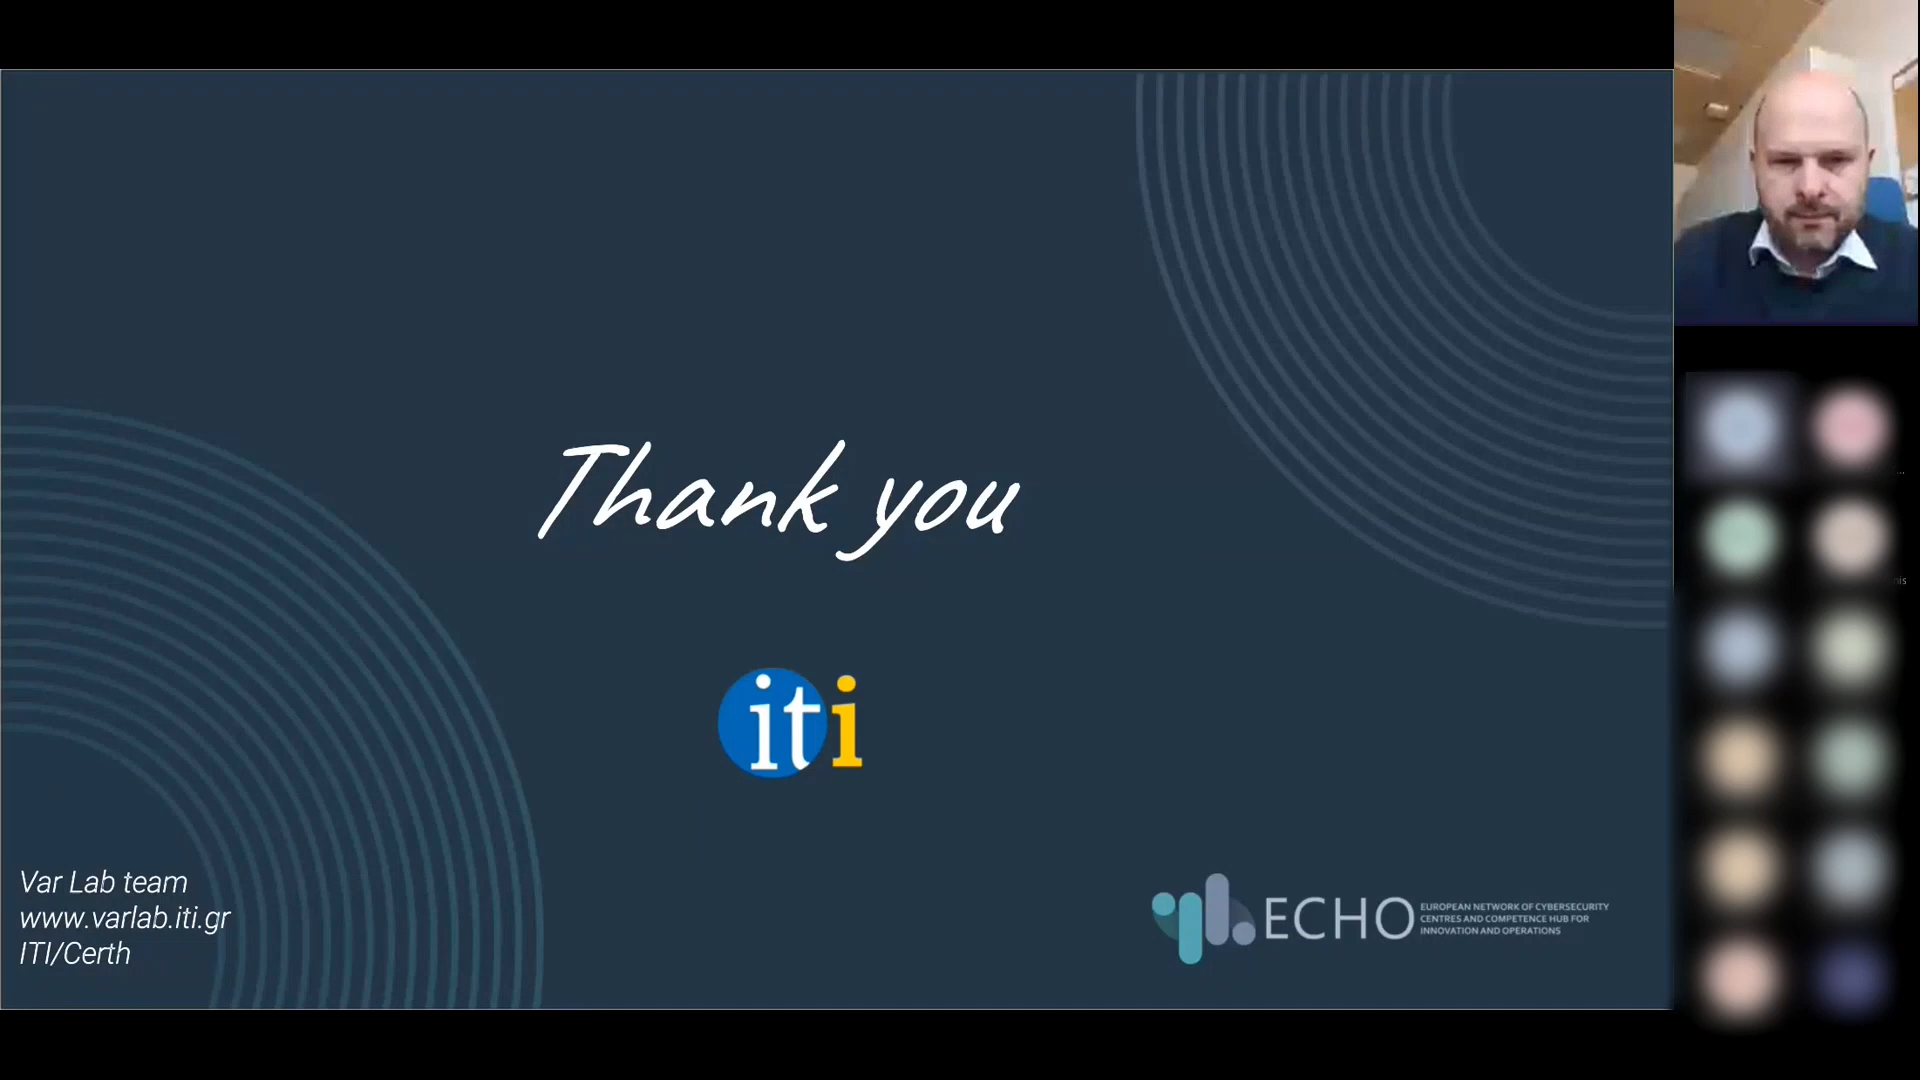 Thank you
iti
Var Lab team
www.varlab.iti.gr
ITI/Certh
ECHO
EUROPEAN NETWORK OF CYBERSECURITY
CENTRES AND COMPETENCE HUB FOR
INNOVATION AND OPERATIONS
...
nis